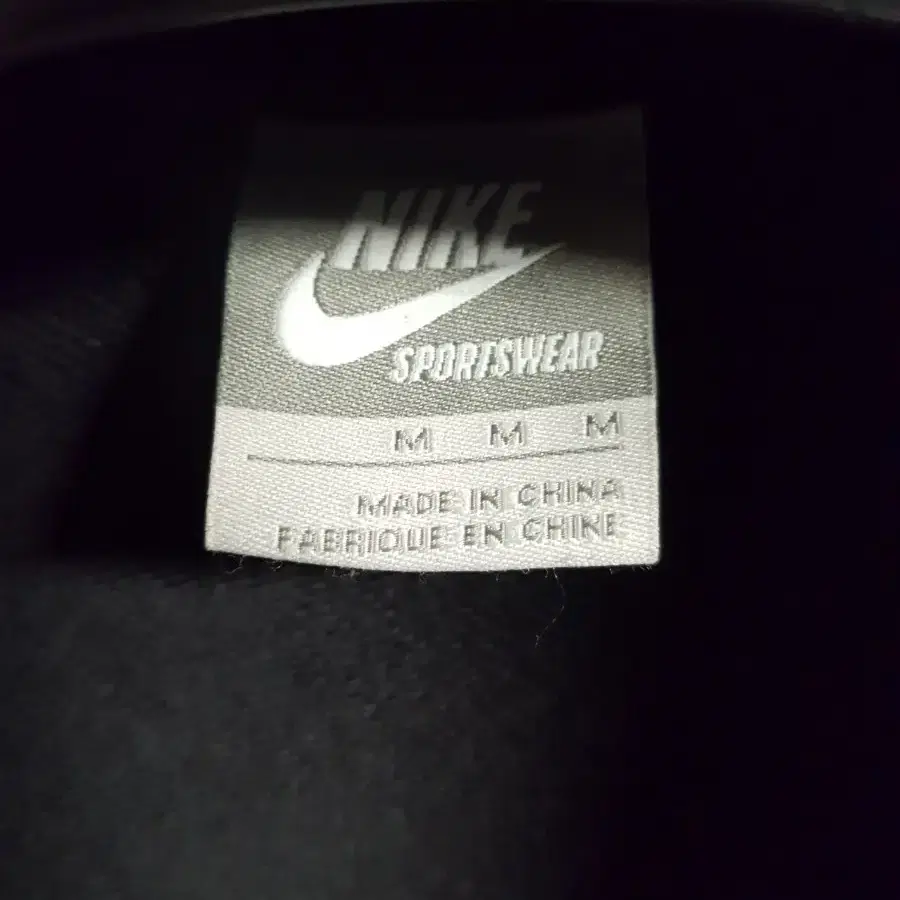 NIKE
SPORTSWEAR
M M M
MADE IN CHINA
FABRIQUE EN CHINE